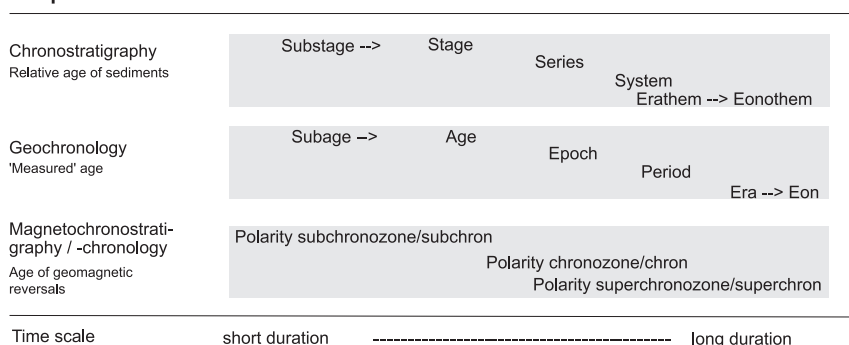 Chronostratigraphy
Relative age of sediments
Substage --> Stage
Series
System
Erathem --> Eonothem
Geochronology
'Measured' age
Subage --> Age
Epoch
Period
Era --> Eon
Magnetochronostrati-
graphy / -chronology
Age of geomagnetic
reversals
Polarity subchronozone/subchron
Polarity chronozone/chron
Polarity superchronozone/superchron
Time scale short duration -------------------------------------------- long duration